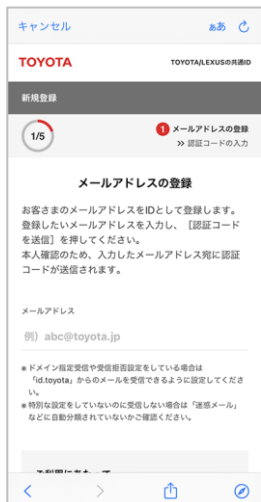 キャンセル
ぁあ
TOYOTA
TOYOTA/LEXUSの共通ID
新規登録
1/5
1 メールアドレスの登録
>> 認証コードの入力
メールアドレスの登録
お客さまのメールアドレスをIDとして登録します。
登録したいメールアドレスを入力し、［認証コード
を送信］を押してください。
本人確認のため、入力したメールアドレス宛に認証
コードが送信されます。
メールアドレス
例）abc@toyota.jp
※ドメイン指定受信や受信拒否設定をしている場合は
「id.toyota」からのメールを受信できるように設定してくださ
い。
※特別な設定をしていないのに受信しない場合は「迷惑メール」
などに自動分類されていないかご確認ください。
ご利用にあたって